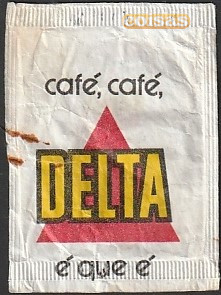 coisas
café, café,
DELTA
é que é